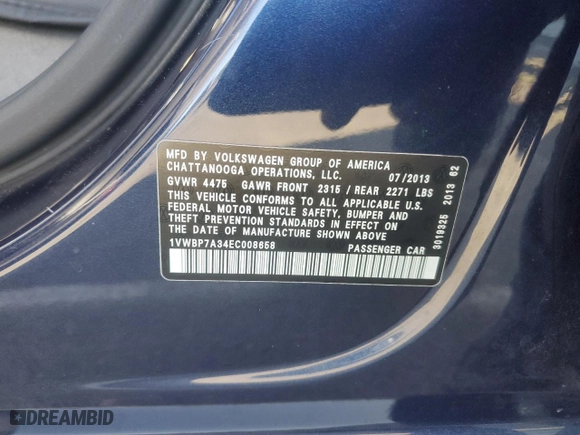 MFD BY VOLKSWAGEN GROUP OF AMERICA
CHATTANOOGA OPERATIONS, LLC. 07/2013
GVWR 4475 GAWR FRONT 2315 / REAR 2271 LBS
THIS VEHICLE CONFORMS TO ALL APPLICABLE U.S.
FEDERAL MOTOR VEHICLE SAFETY, BUMPER AND
THEFT PREVENTION STANDARDS IN EFFECT ON
THE DATE OF MANUFACTURE SHOWN ABOVE.
1VWBP7A34EC008658 PASSENGER CAR
3019325 2013 62
DREAMBID